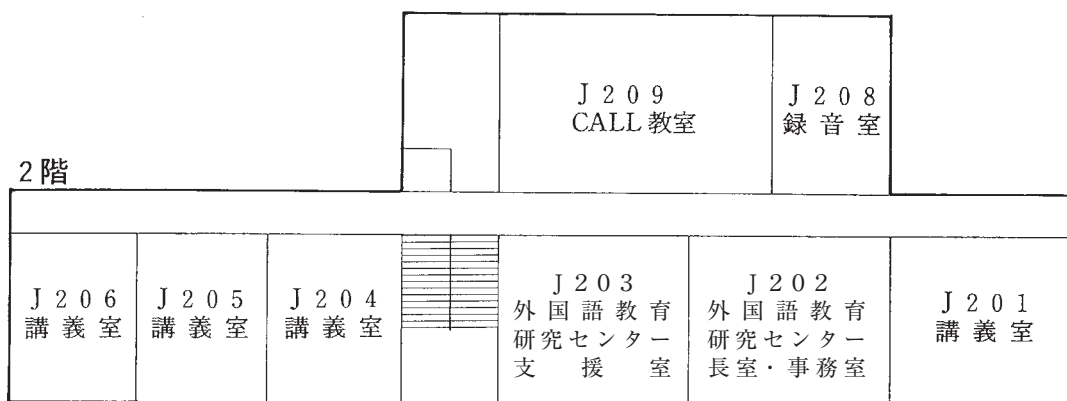 J209
CALL教室
J208
録音室
2階
J206
講義室
J205
講義室
J204
講義室
J203
外国語教育
研究センター
支援室
J202
外国語教育
研究センター
長室・事務室
J201
講義室